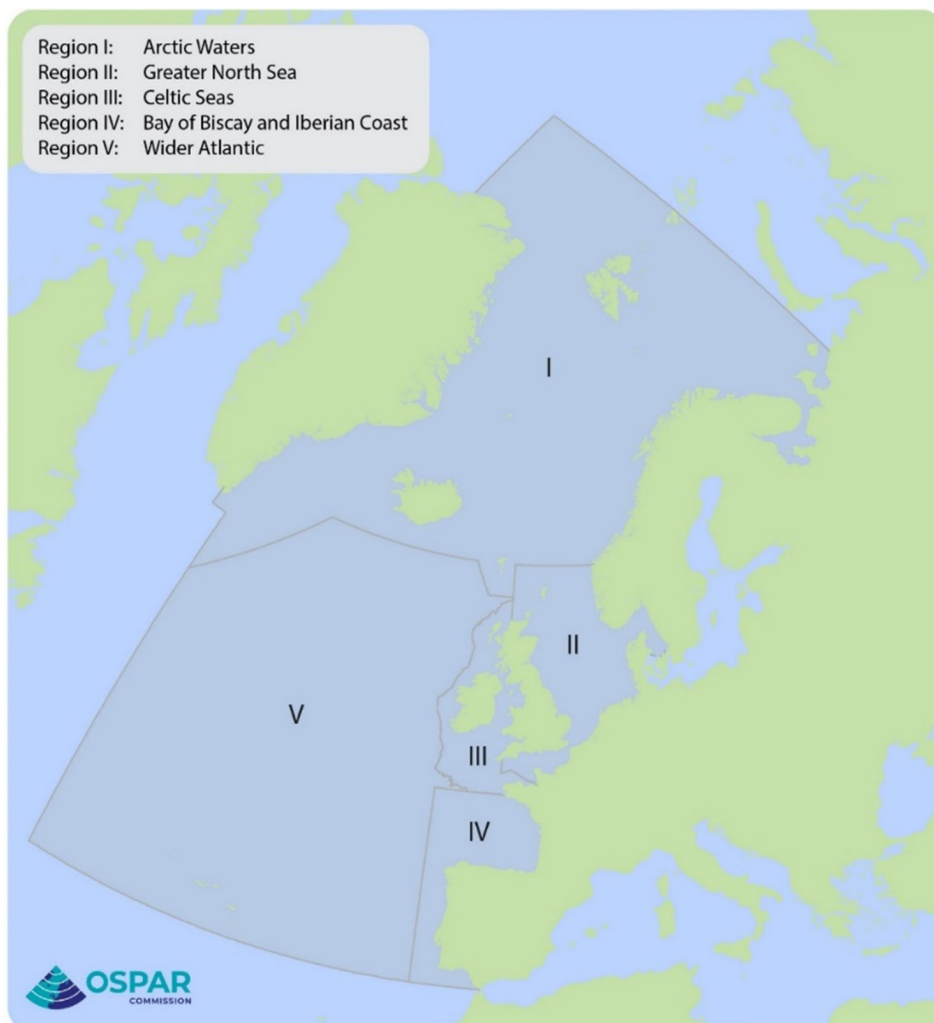 Region I: Arctic Waters
Region II: Greater North Sea
Region III: Celtic Seas
Region IV: Bay of Biscay and Iberian Coast
Region V: Wider Atlantic
I
II
V
III
IV
OSPAR
COMMISSION